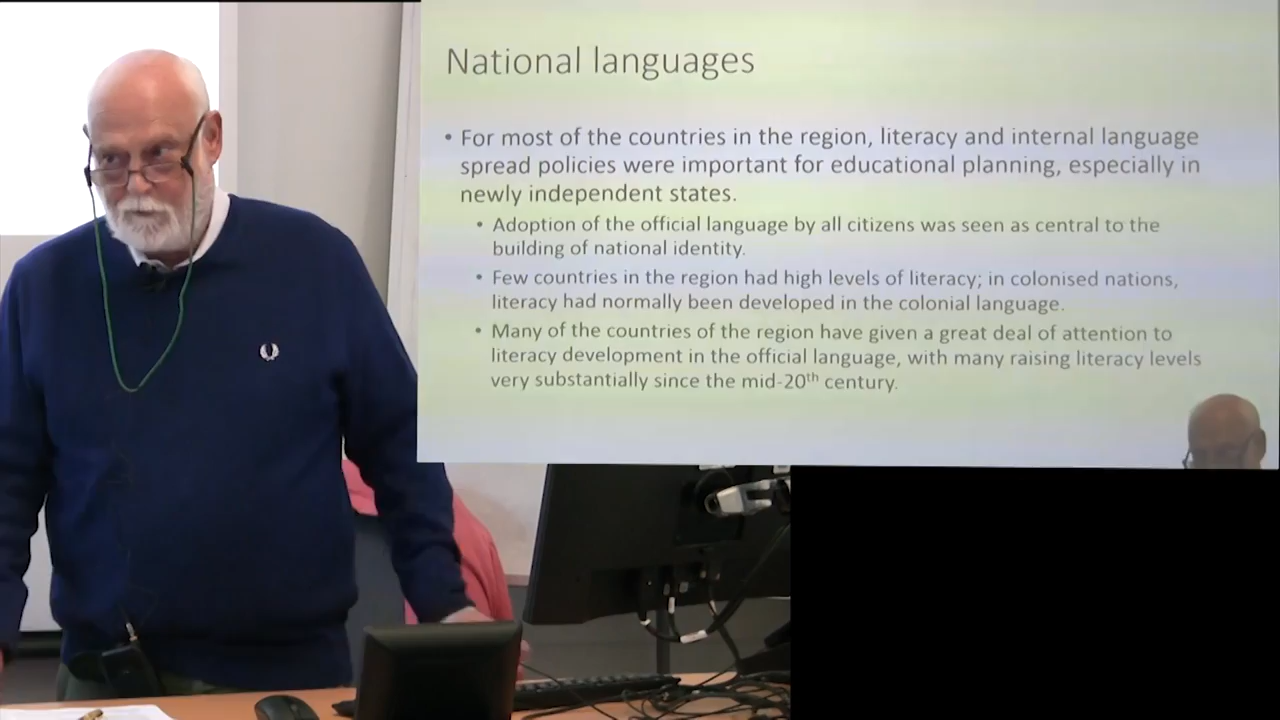 National languages
• For most of the countries in the region, literacy and internal language
spread policies were important for educational planning, especially in
newly independent states.
• Adoption of the official language by all citizens was seen as central to the
building of national identity.
• Few countries in the region had high levels of literacy; in colonised nations,
literacy had normally been developed in the colonial language.
• Many of the countries of the region have given a great deal of attention to
literacy development in the official language, with many raising literacy levels
very substantially since the mid-20th century.